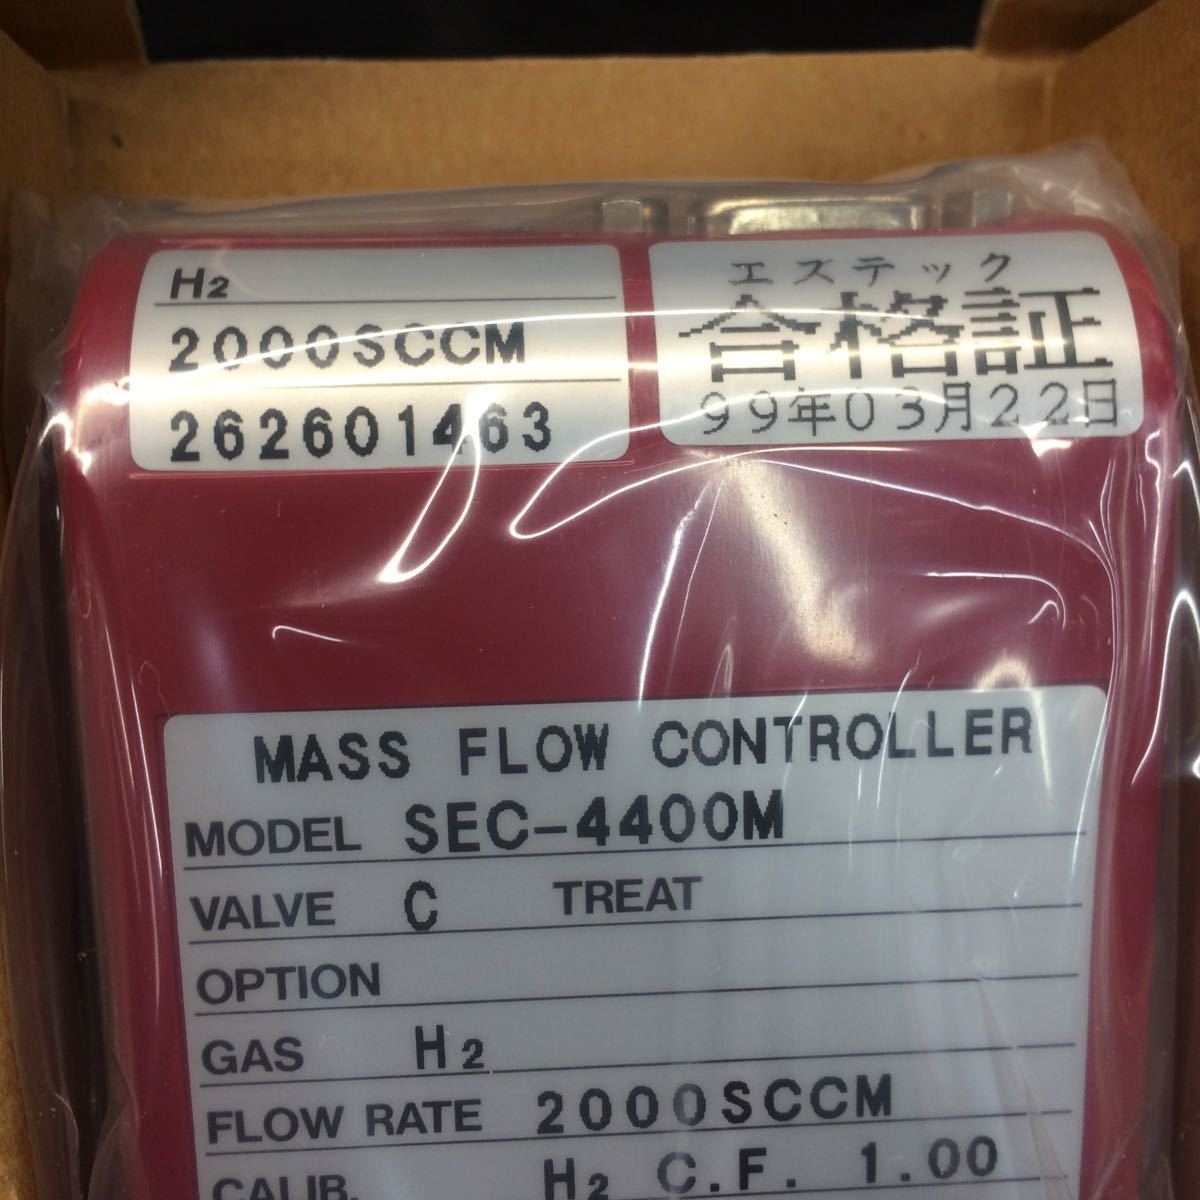 H2
2000SCCM
262601463
エステック
合格証
99年03月22日
MASS FLOW CONTROLLER
MODEL SEC-4400M
VALVE C TREAT
OPTION
GAS H2
FLOW RATE 2000SCCM
CALIB. H2 C.F. 1.00